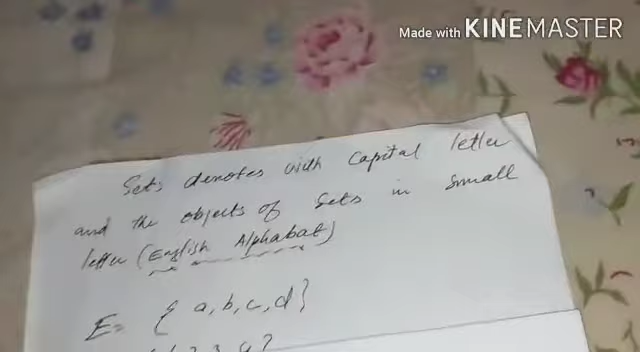 Made with KINEMASTER
Sets denotes with Capital letter
and the objects of Sets in small
letter (English Alphabat)
E= { a, b, c, d}